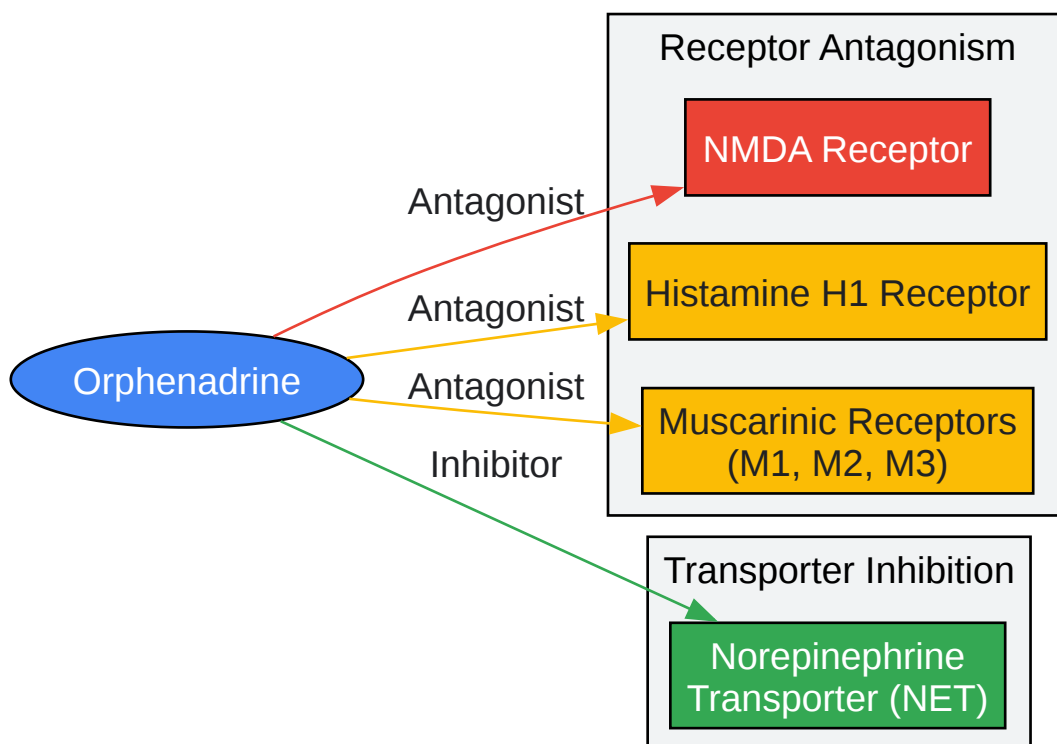 Receptor Antagonism
NMDA Receptor
Antagonist
Histamine H1 Receptor
Antagonist
Orphenadrine
Antagonist
Muscarinic Receptors
(M1, M2, M3)
Inhibitor
Transporter Inhibition
Norepinephrine
Transporter (NET)